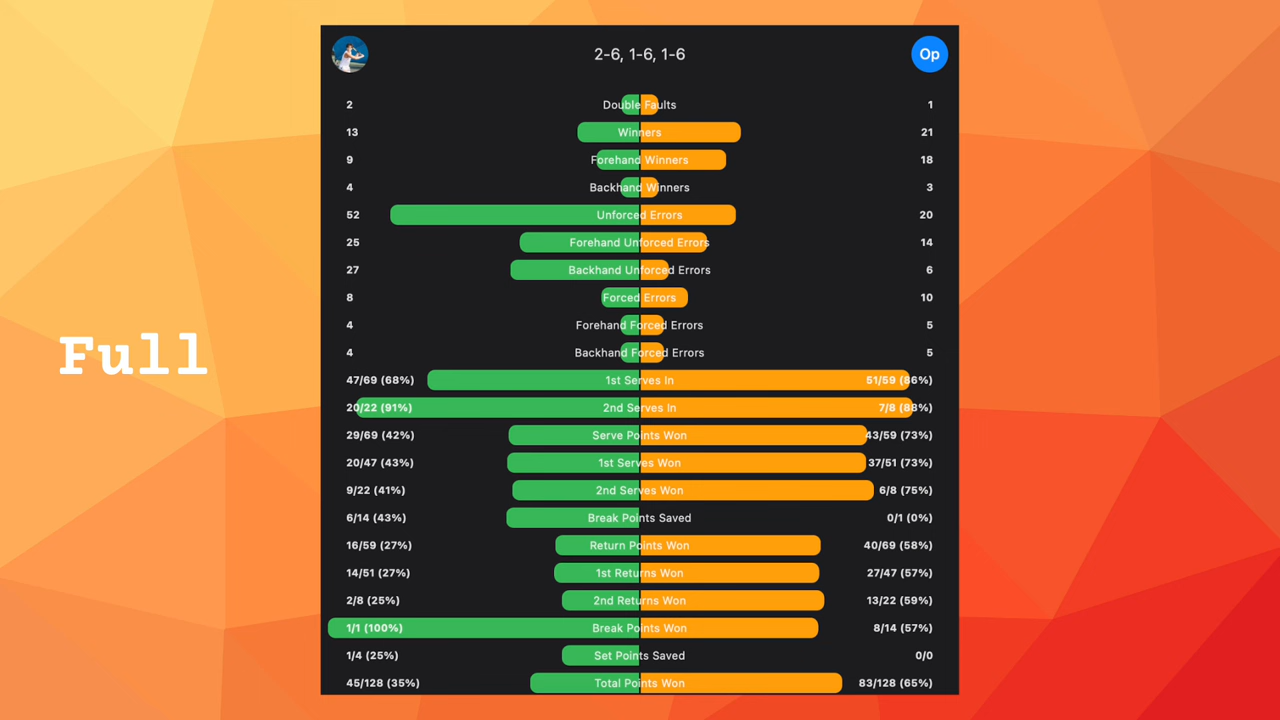 2-6, 1-6, 1-6 Op
2 Double Faults 1
13 Winners 21
9 Forehand Winners 18
4 Backhand Winners 3
52 Unforced Errors 20
25 Forehand Unforced Errors 14
27 Backhand Unforced Errors 6
8 Forced Errors 10
4 Forehand Forced Errors 5
4 Backhand Forced Errors 5
47/69 (68%) 1st Serves In 51/59 (86%)
20/22 (91%) 2nd Serves In 7/8 (88%)
29/69 (42%) Serve Points Won 43/59 (73%)
20/47 (43%) 1st Serves Won 37/51 (73%)
9/22 (41%) 2nd Serves Won 6/8 (75%)
6/14 (43%) Break Points Saved 0/1 (0%)
16/59 (27%) Return Points Won 40/69 (58%)
14/51 (27%) 1st Returns Won 27/47 (57%)
2/8 (25%) 2nd Returns Won 13/22 (59%)
1/1 (100%) Break Points Won 8/14 (57%)
1/4 (25%) Set Points Saved 0/0
45/128 (35%) Total Points Won 83/128 (65%)
Full